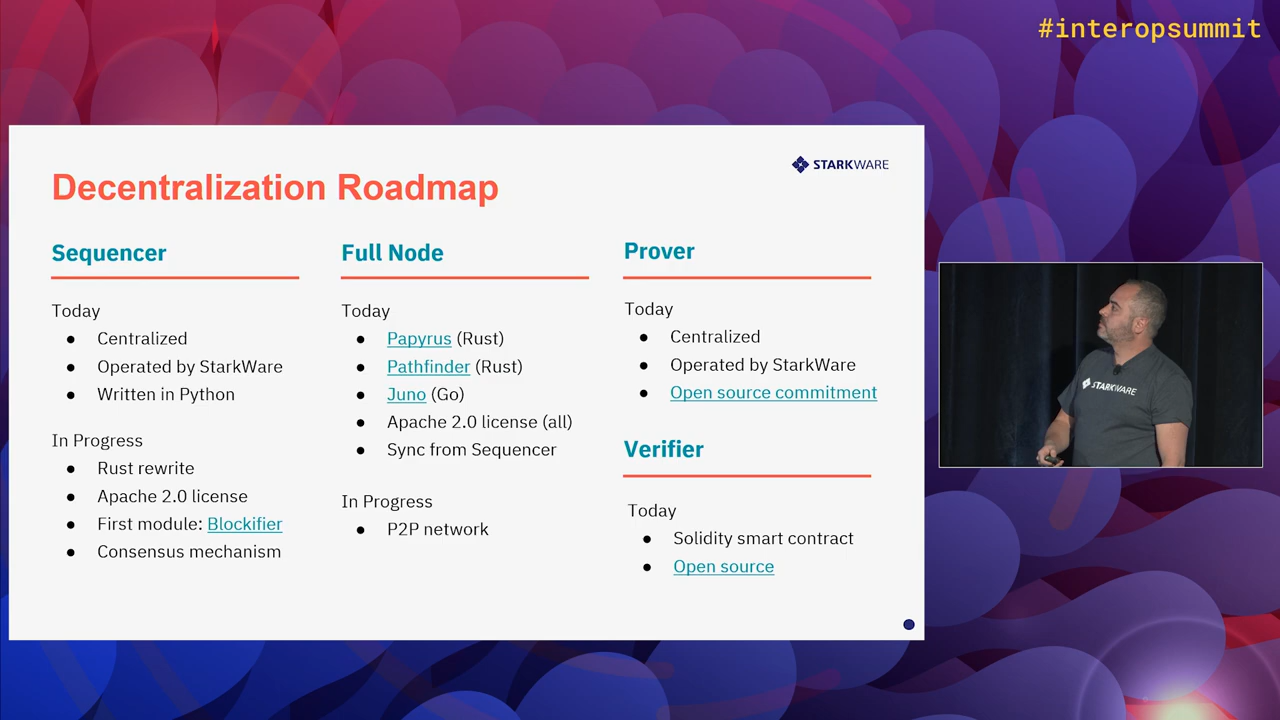 #interopsummit
STARKWARE
Decentralization Roadmap
Sequencer
Today
● Centralized
● Operated by StarkWare
● Written in Python
In Progress
● Rust rewrite
● Apache 2.0 license
● First module: Blockifier
● Consensus mechanism
Full Node
Today
● Papyrus (Rust)
● Pathfinder (Rust)
● Juno (Go)
● Apache 2.0 license (all)
● Sync from Sequencer
In Progress
● P2P network
Prover
Today
● Centralized
● Operated by StarkWare
● Open source commitment
Verifier
Today
● Solidity smart contract
● Open source
STARKWARE